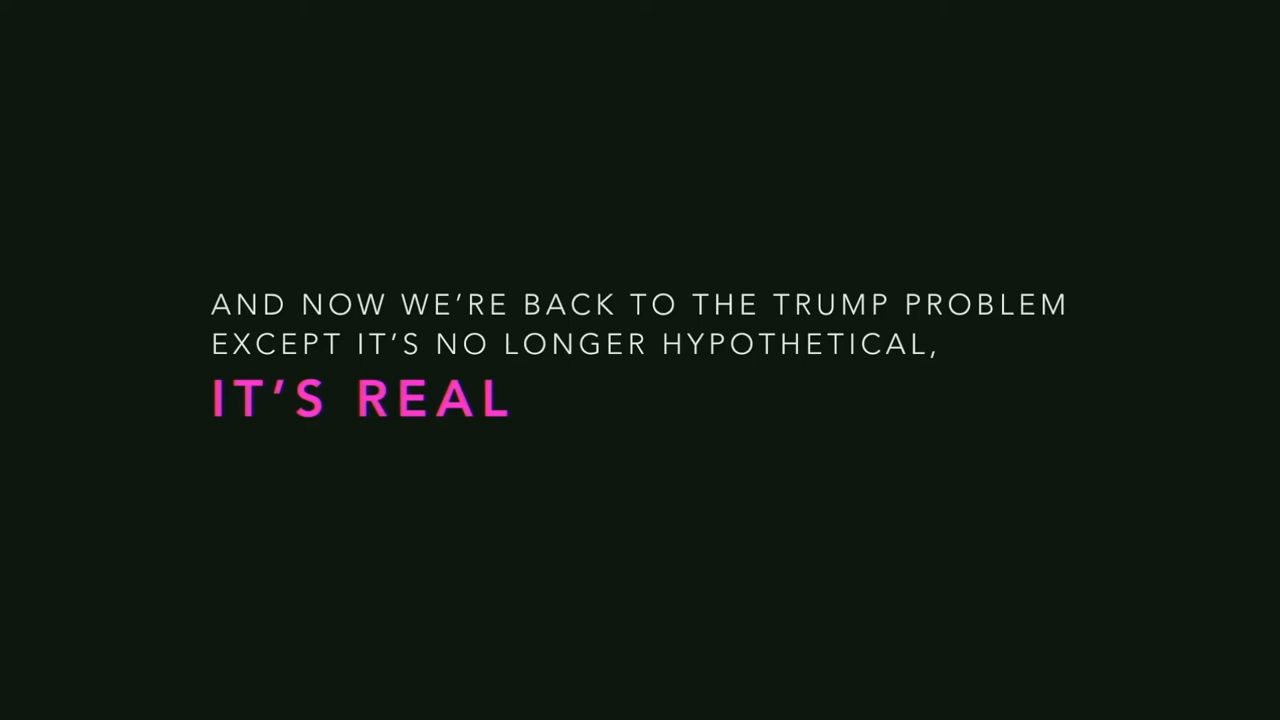 AND NOW WE’RE BACK TO THE TRUMP PROBLEM
EXCEPT IT’S NO LONGER HYPOTHETICAL,
IT’S REAL